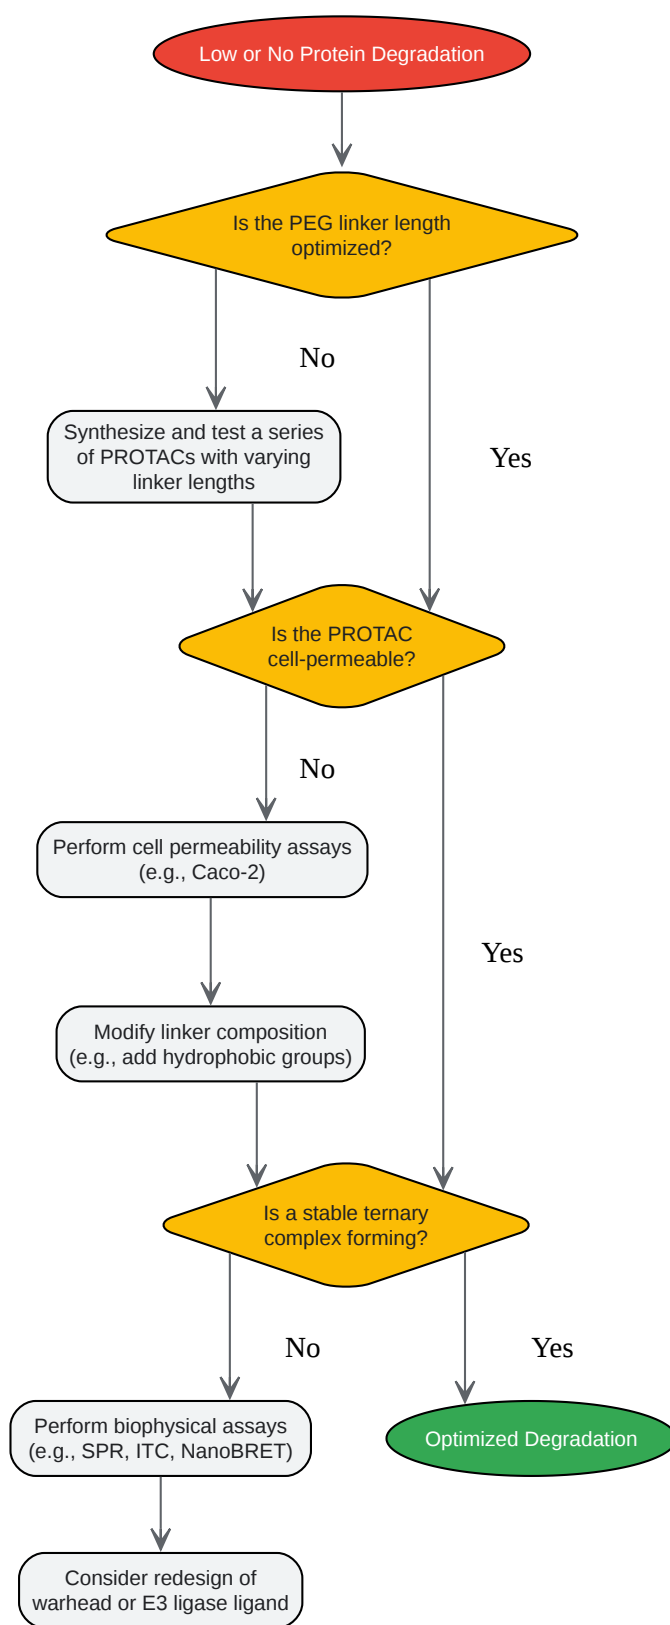 Low or No Protein Degradation
Is the PEG linker length
optimized?
No
Synthesize and test a series
of PROTACs with varying
linker lengths
Yes
Is the PROTAC
cell-permeable?
No
Perform cell permeability assays
(e.g., Caco-2)
Yes
Modify linker composition
(e.g., add hydrophobic groups)
Is a stable ternary
complex forming?
No
Yes
Perform biophysical assays
(e.g., SPR, ITC, NanoBRET)
Optimized Degradation
Consider redesign of
warhead or E3 ligase ligand